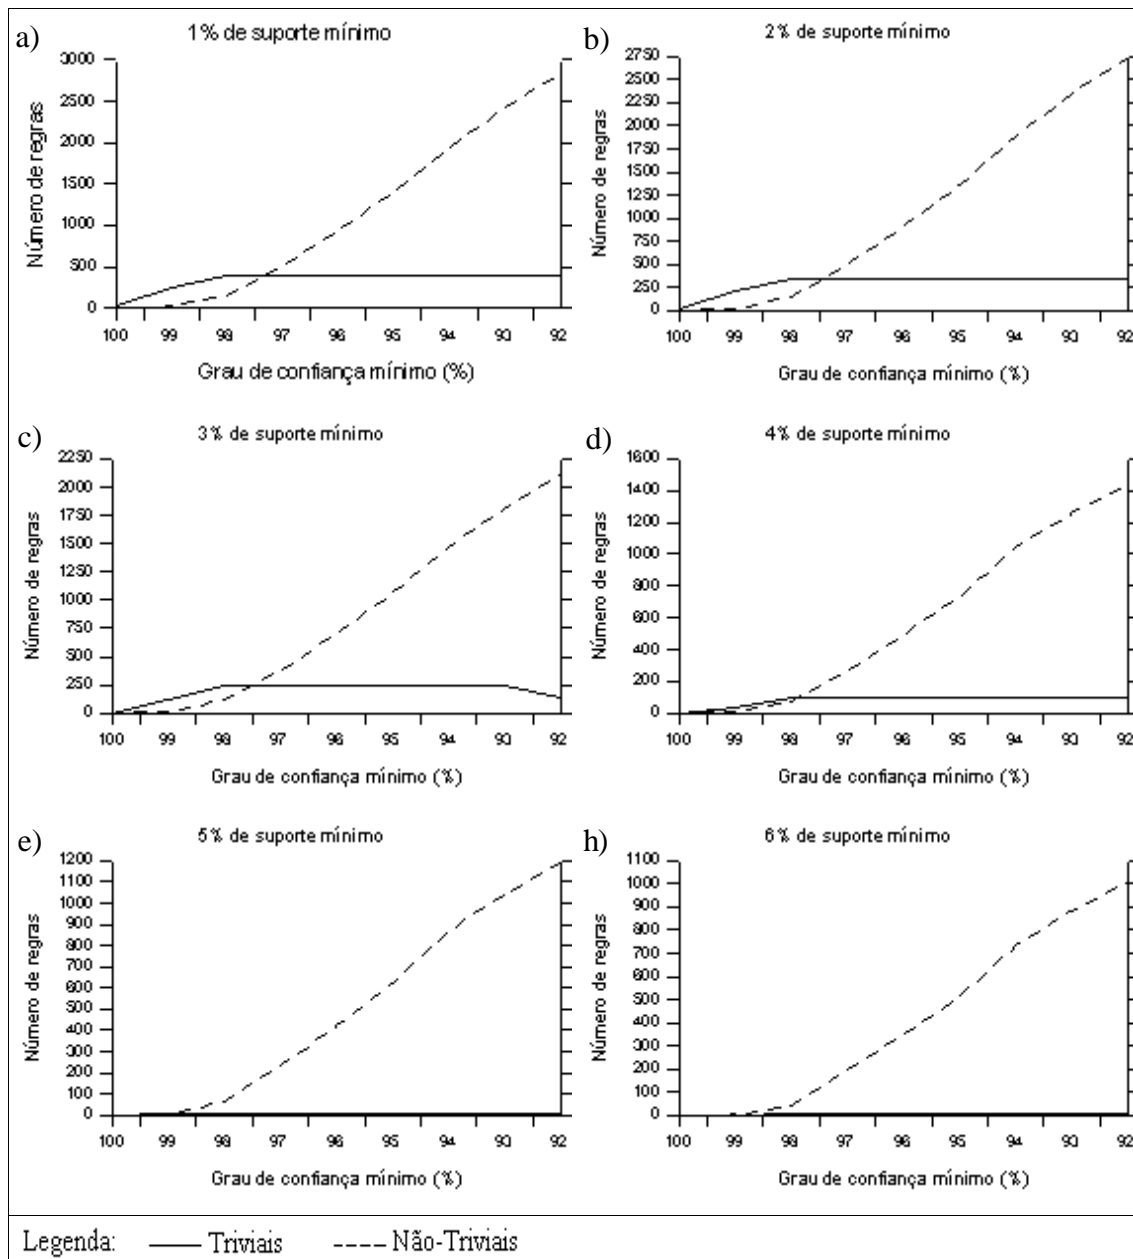 a) 1% de suporte mínimo
Número de regras
3000
2500
2000
1500
1000
500
0
100 99 98 97 96 95 94 93 92
Grau de confiança mínimo (%)
b) 2% de suporte mínimo
Número de regras
2750
2500
2250
2000
1750
1500
1250
1000
750
500
250
0
100 99 98 97 96 95 94 93 92
Grau de confiança mínimo (%)
c) 3% de suporte mínimo
Número de regras
2250
2000
1750
1500
1250
1000
750
500
250
0
100 99 98 97 96 95 94 93 92
Grau de confiança mínimo (%)
d) 4% de suporte mínimo
Número de regras
1600
1400
1200
1000
800
600
400
200
0
100 99 98 97 96 95 94 93 92
Grau de confiança mínimo (%)
e) 5% de suporte mínimo
Número de regras
1200
1100
1000
900
800
700
600
500
400
300
200
100
0
100 99 98 97 96 95 94 93 92
Grau de confiança mínimo (%)
h) 6% de suporte mínimo
Número de regras
1100
1000
900
800
700
600
500
400
300
200
100
0
100 99 98 97 96 95 94 93 92
Grau de confiança mínimo (%)
Legenda: Triviais Não-Triviais